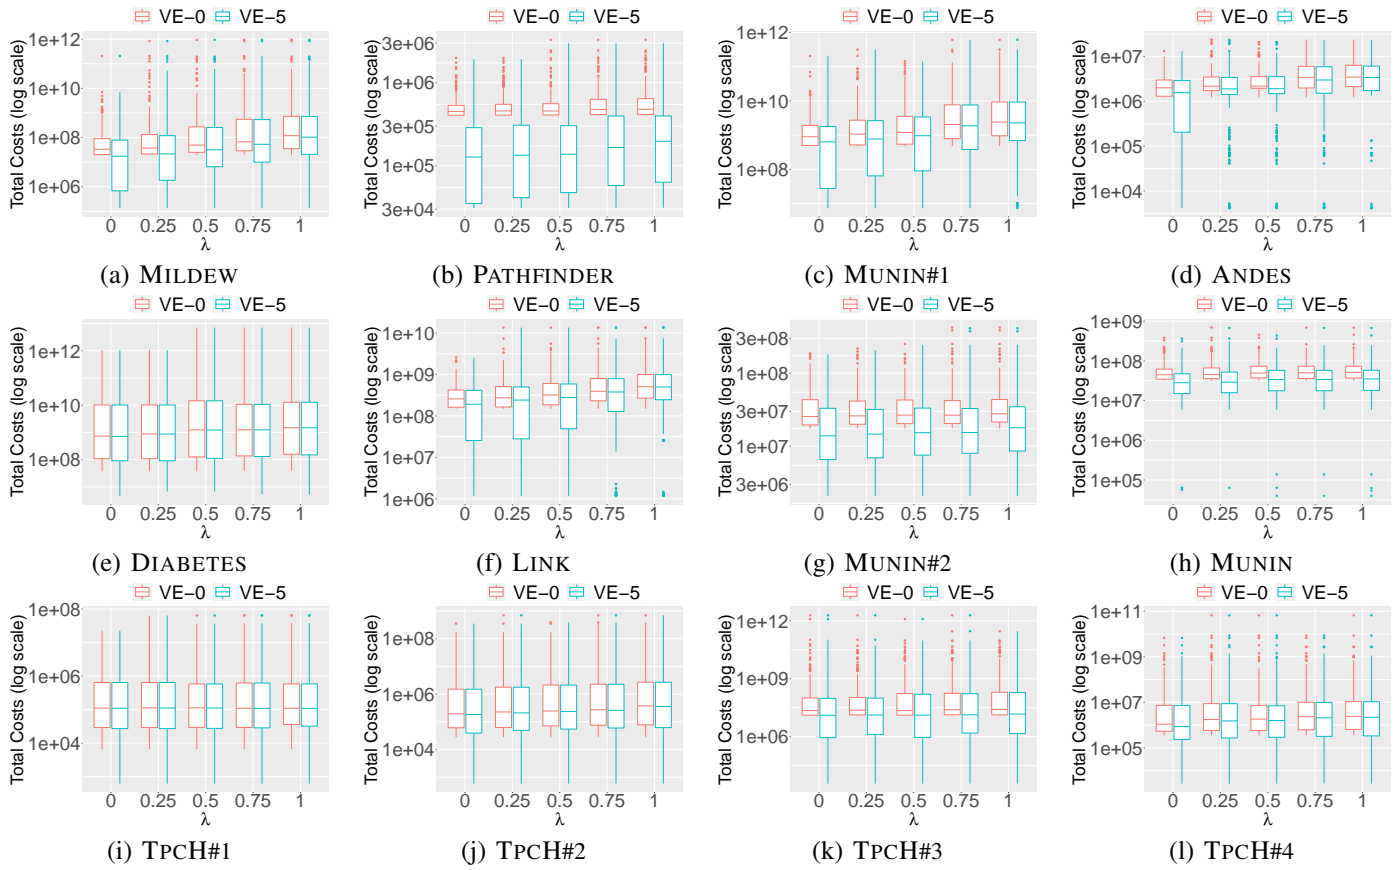 VE−0 VE−5 VE−0 VE−5 VE−0 VE−5 VE−0 VE−5
Total Costs (log scale)
1e+12
1e+10
1e+08
1e+06
0 0.25 0.5 0.75 1
λ
(a) MILDEW
Total Costs (log scale)
3e+06
1e+06
3e+05
1e+05
3e+04
0 0.25 0.5 0.75 1
λ
(b) PATHFINDER
Total Costs (log scale)
1e+12
1e+10
1e+08
0 0.25 0.5 0.75 1
λ
(c) MUNIN#1
Total Costs (log scale)
1e+07
1e+06
1e+04
0 0.25 0.5 0.75 1
λ
(d) ANDES
VE−0 VE−5 VE−0 VE−5 VE−0 VE−5 VE−0 VE−5
Total Costs (log scale)
1e+12
1e+10
1e+08
0 0.25 0.5 0.75 1
λ
(e) DIABETES
Total Costs (log scale)
1e+10
1e+09
1e+08
1e+07
1e+06
0 0.25 0.5 0.75 1
λ
(f) LINK
Total Costs (log scale)
3e+08
1e+08
3e+07
1e+07
3e+06
0 0.25 0.5 0.75 1
λ
(g) MUNIN#2
Total Costs (log scale)
1e+09
1e+08
1e+07
1e+06
1e+05
0 0.25 0.5 0.75 1
λ
(h) MUNIN
VE−0 VE−5 VE−0 VE−5 VE−0 VE−5 VE−0 VE−5
Total Costs (log scale)
1e+08
1e+06
1e+04
0 0.25 0.5 0.75 1
λ
(i) TPCH#1
Total Costs (log scale)
1e+08
1e+06
1e+04
0 0.25 0.5 0.75 1
λ
(j) TPCH#2
Total Costs (log scale)
1e+12
1e+09
1e+06
0 0.25 0.5 0.75 1
λ
(k) TPCH#3
Total Costs (log scale)
1e+11
1e+09
1e+07
1e+05
0 0.25 0.5 0.75 1
λ
(l) TPCH#4